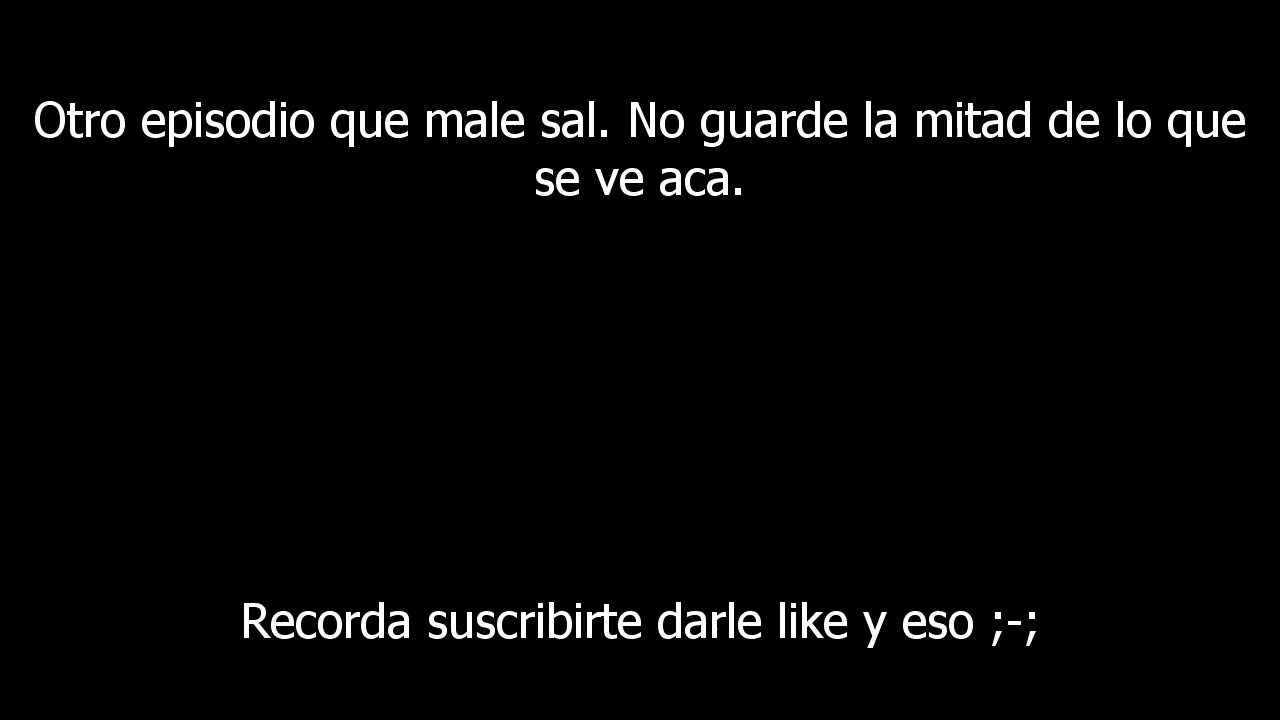 Otro episodio que male sal. No guarde la mitad de lo que
se ve aca.
Recorda suscribirte darle like y eso ;-;